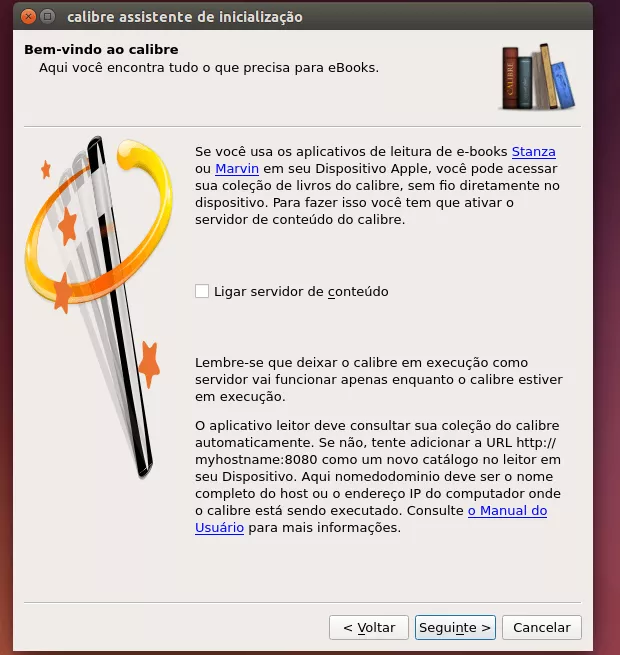 calibre assistente de inicialização
Bem-vindo ao calibre
Aqui você encontra tudo o que precisa para eBooks.
CALIBRE
Se você usa os aplicativos de leitura de e-books Stanza
ou Marvin em seu Dispositivo Apple, você pode acessar
sua coleção de livros do calibre, sem fio diretamente no
dispositivo. Para fazer isso você tem que ativar o
servidor de conteúdo do calibre.
Ligar servidor de conteúdo
Lembre-se que deixar o calibre em execução como
servidor vai funcionar apenas enquanto o calibre estiver
em execução.
O aplicativo leitor deve consultar sua coleção do calibre
automaticamente. Se não, tente adicionar a URL http://
myhostname:8080 como um novo catálogo no leitor em
seu Dispositivo. Aqui nomedodominio deve ser o nome
completo do host ou o endereço IP do computador onde
o calibre está sendo executado. Consulte o Manual do
Usuário para mais informações.
< Voltar
Seguinte >
Cancelar